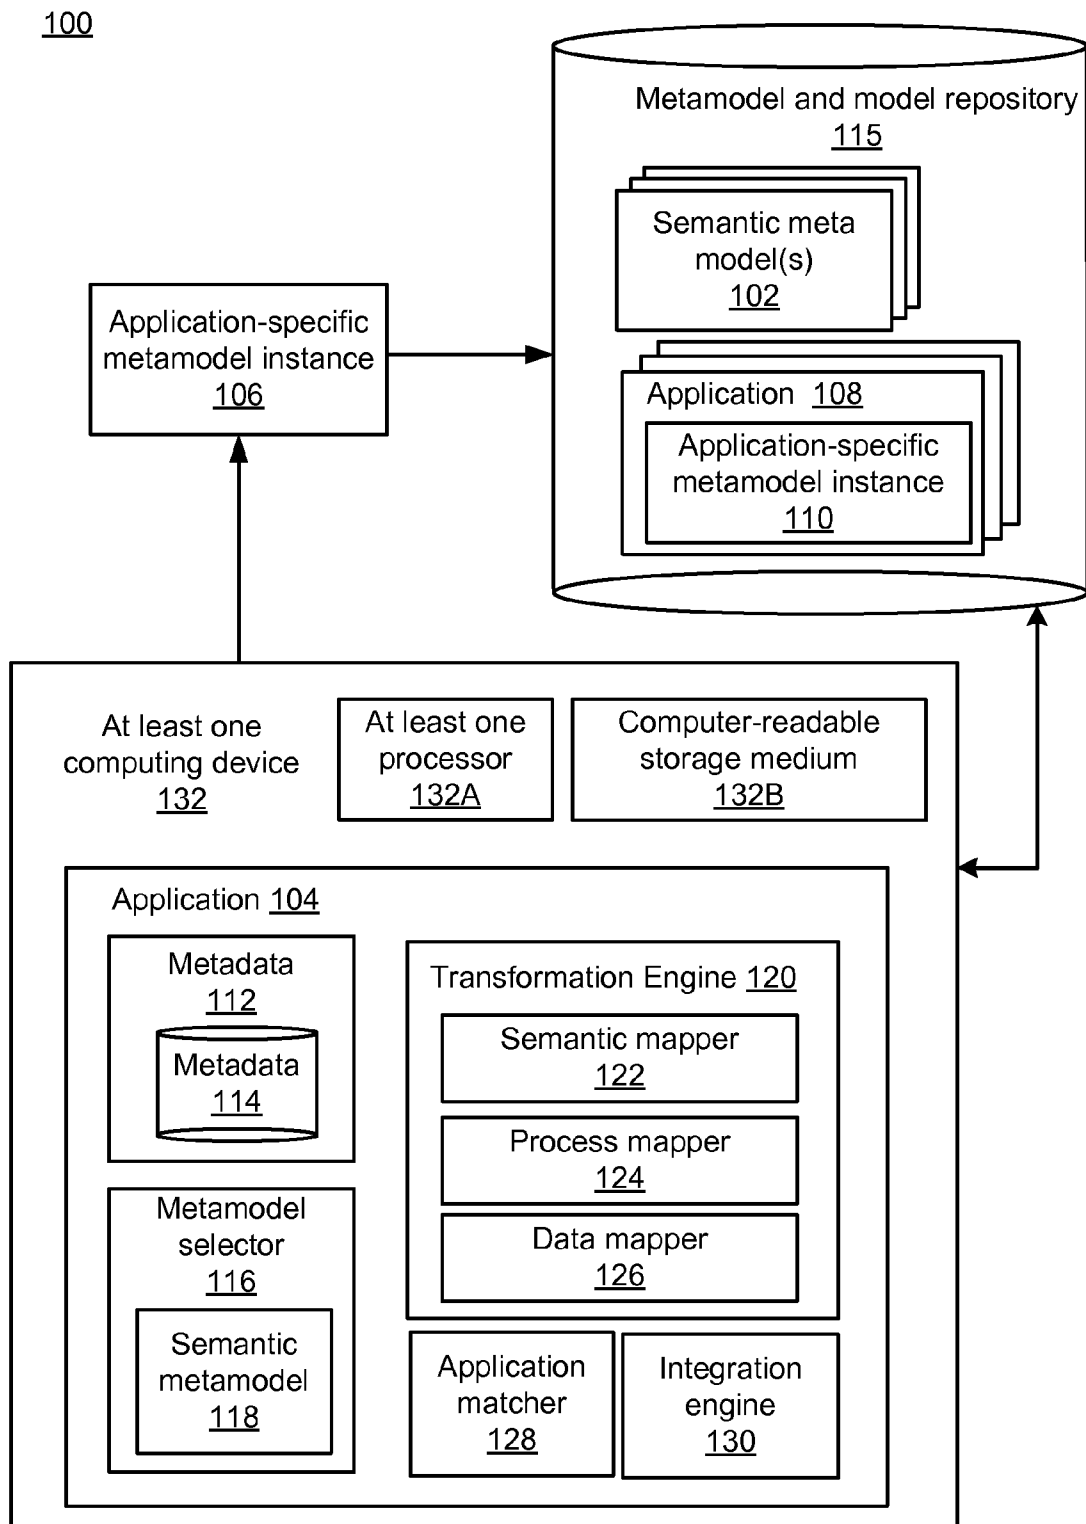 100
Metamodel and model repository
115
Semantic meta
model(s)
102
Application-specific
metamodel instance
106
Application 108
Application-specific
metamodel instance
110
At least one
computing device
132
At least one
processor
132A
Computer-readable
storage medium
132B
Application 104
Metadata
112
Metadata
114
Metamodel
selector
116
Semantic
metamodel
118
Transformation Engine 120
Semantic mapper
122
Process mapper
124
Data mapper
126
Application
matcher
128
Integration
engine
130